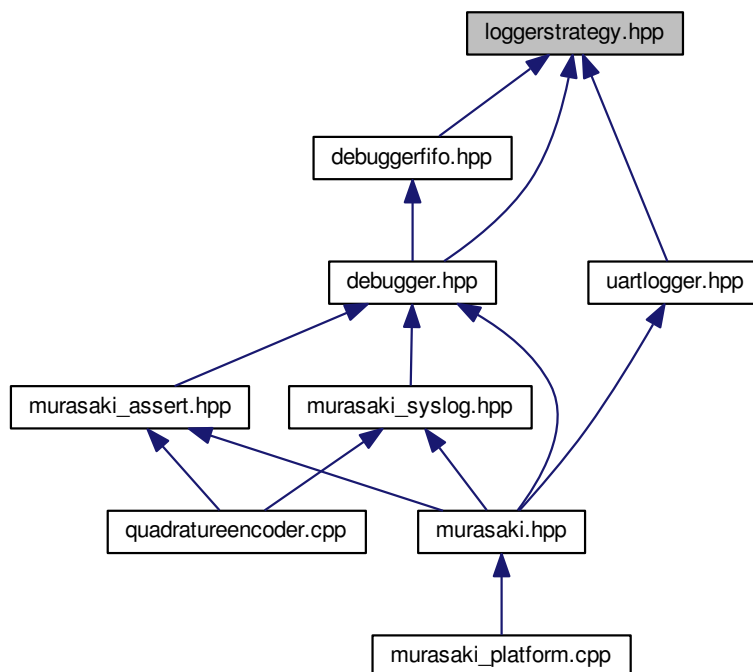 loggerstrategy.hpp
debuggerfifo.hpp
debugger.hpp
uartlogger.hpp
murasaki_assert.hpp
murasaki_syslog.hpp
quadratureencoder.cpp
murasaki.hpp
murasaki_platform.cpp